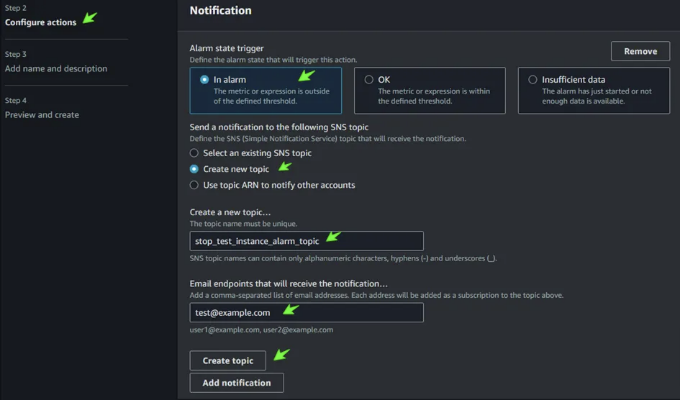 Step 2
Configure actions
Step 3
Add name and description
Step 4
Preview and create
Notification
Alarm state trigger
Define the alarm state that will trigger this action.
Remove
In alarm
The metric or expression is outside
of the defined threshold.
OK
The metric or expression is within
the defined threshold.
Insufficient data
The alarm has just started or not
enough data is available.
Send a notification to the following SNS topic
Define the SNS (Simple Notification Service) topic that will receive the notification.
Select an existing SNS topic
Create new topic
Use topic ARN to notify other accounts
Create a new topic...
The topic name must be unique.
stop_test_instance_alarm_topic
SNS topic names can contain only alphanumeric characters, hyphens (-) and underscores (_).
Email endpoints that will receive the notification...
Add a comma-separated list of email addresses. Each address will be added as a subscription to the topic above.
test@example.com
user1@example.com, user2@example.com
Create topic
Add notification